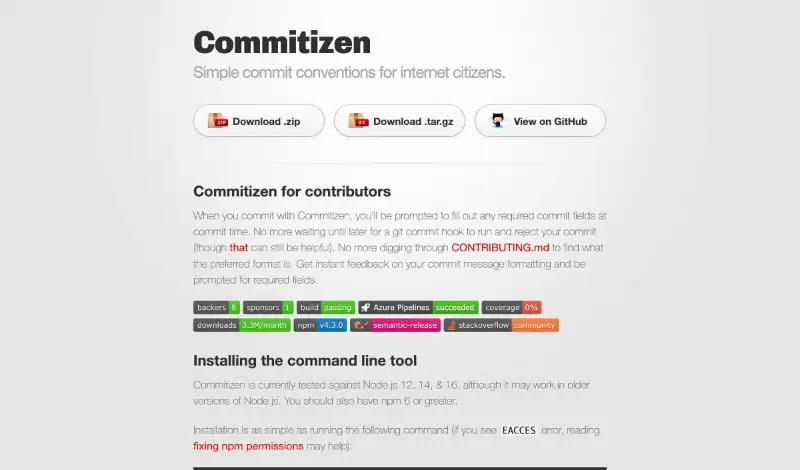 Commitizen
Simple commit conventions for internet citizens.
ZIP Download .zip
GZ Download .tar.gz
View on GitHub
Commitizen for contributors
When you commit with Commitizen, you'll be prompted to fill out any required commit fields at
commit time. No more waiting until later for a git commit hook to run and reject your commit
(though that can still be helpful). No more digging through CONTRIBUTING.md to find what
the preferred format is. Get instant feedback on your commit message formatting and be
prompted for required fields.
backers 8 sponsors 1 build passing Azure Pipelines succeeded coverage 0%
downloads 3.3M/month npm v4.3.0 semantic-release stackoverflow community
Installing the command line tool
Commitizen is currently tested against Node.js 12, 14, & 16, although it may work in older
versions of Node.js. You should also have npm 6 or greater.
Installation is as simple as running the following command (if you see EACCES error, reading
fixing npm permissions may help):